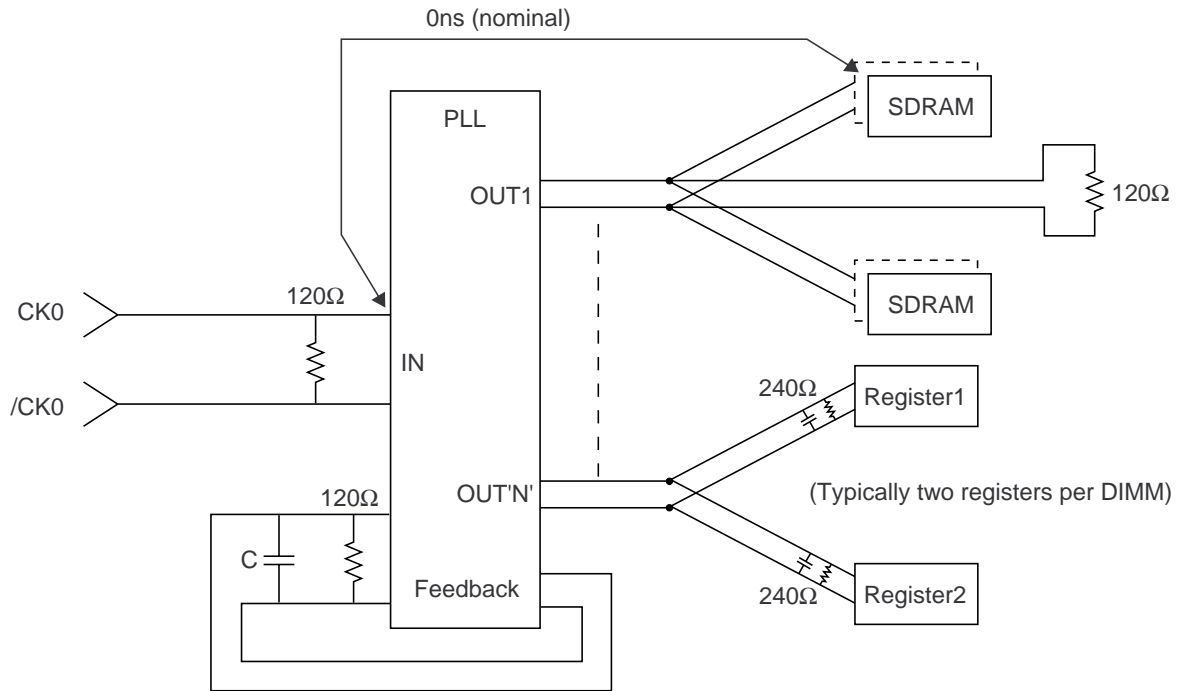 0ns (nominal)
PLL
SDRAM
OUT1
120Ω
SDRAM
120Ω
CK0
IN
/CK0
240Ω
Register1
120Ω
OUT'N'
(Typically two registers per DIMM)
C
Feedback
240Ω
Register2